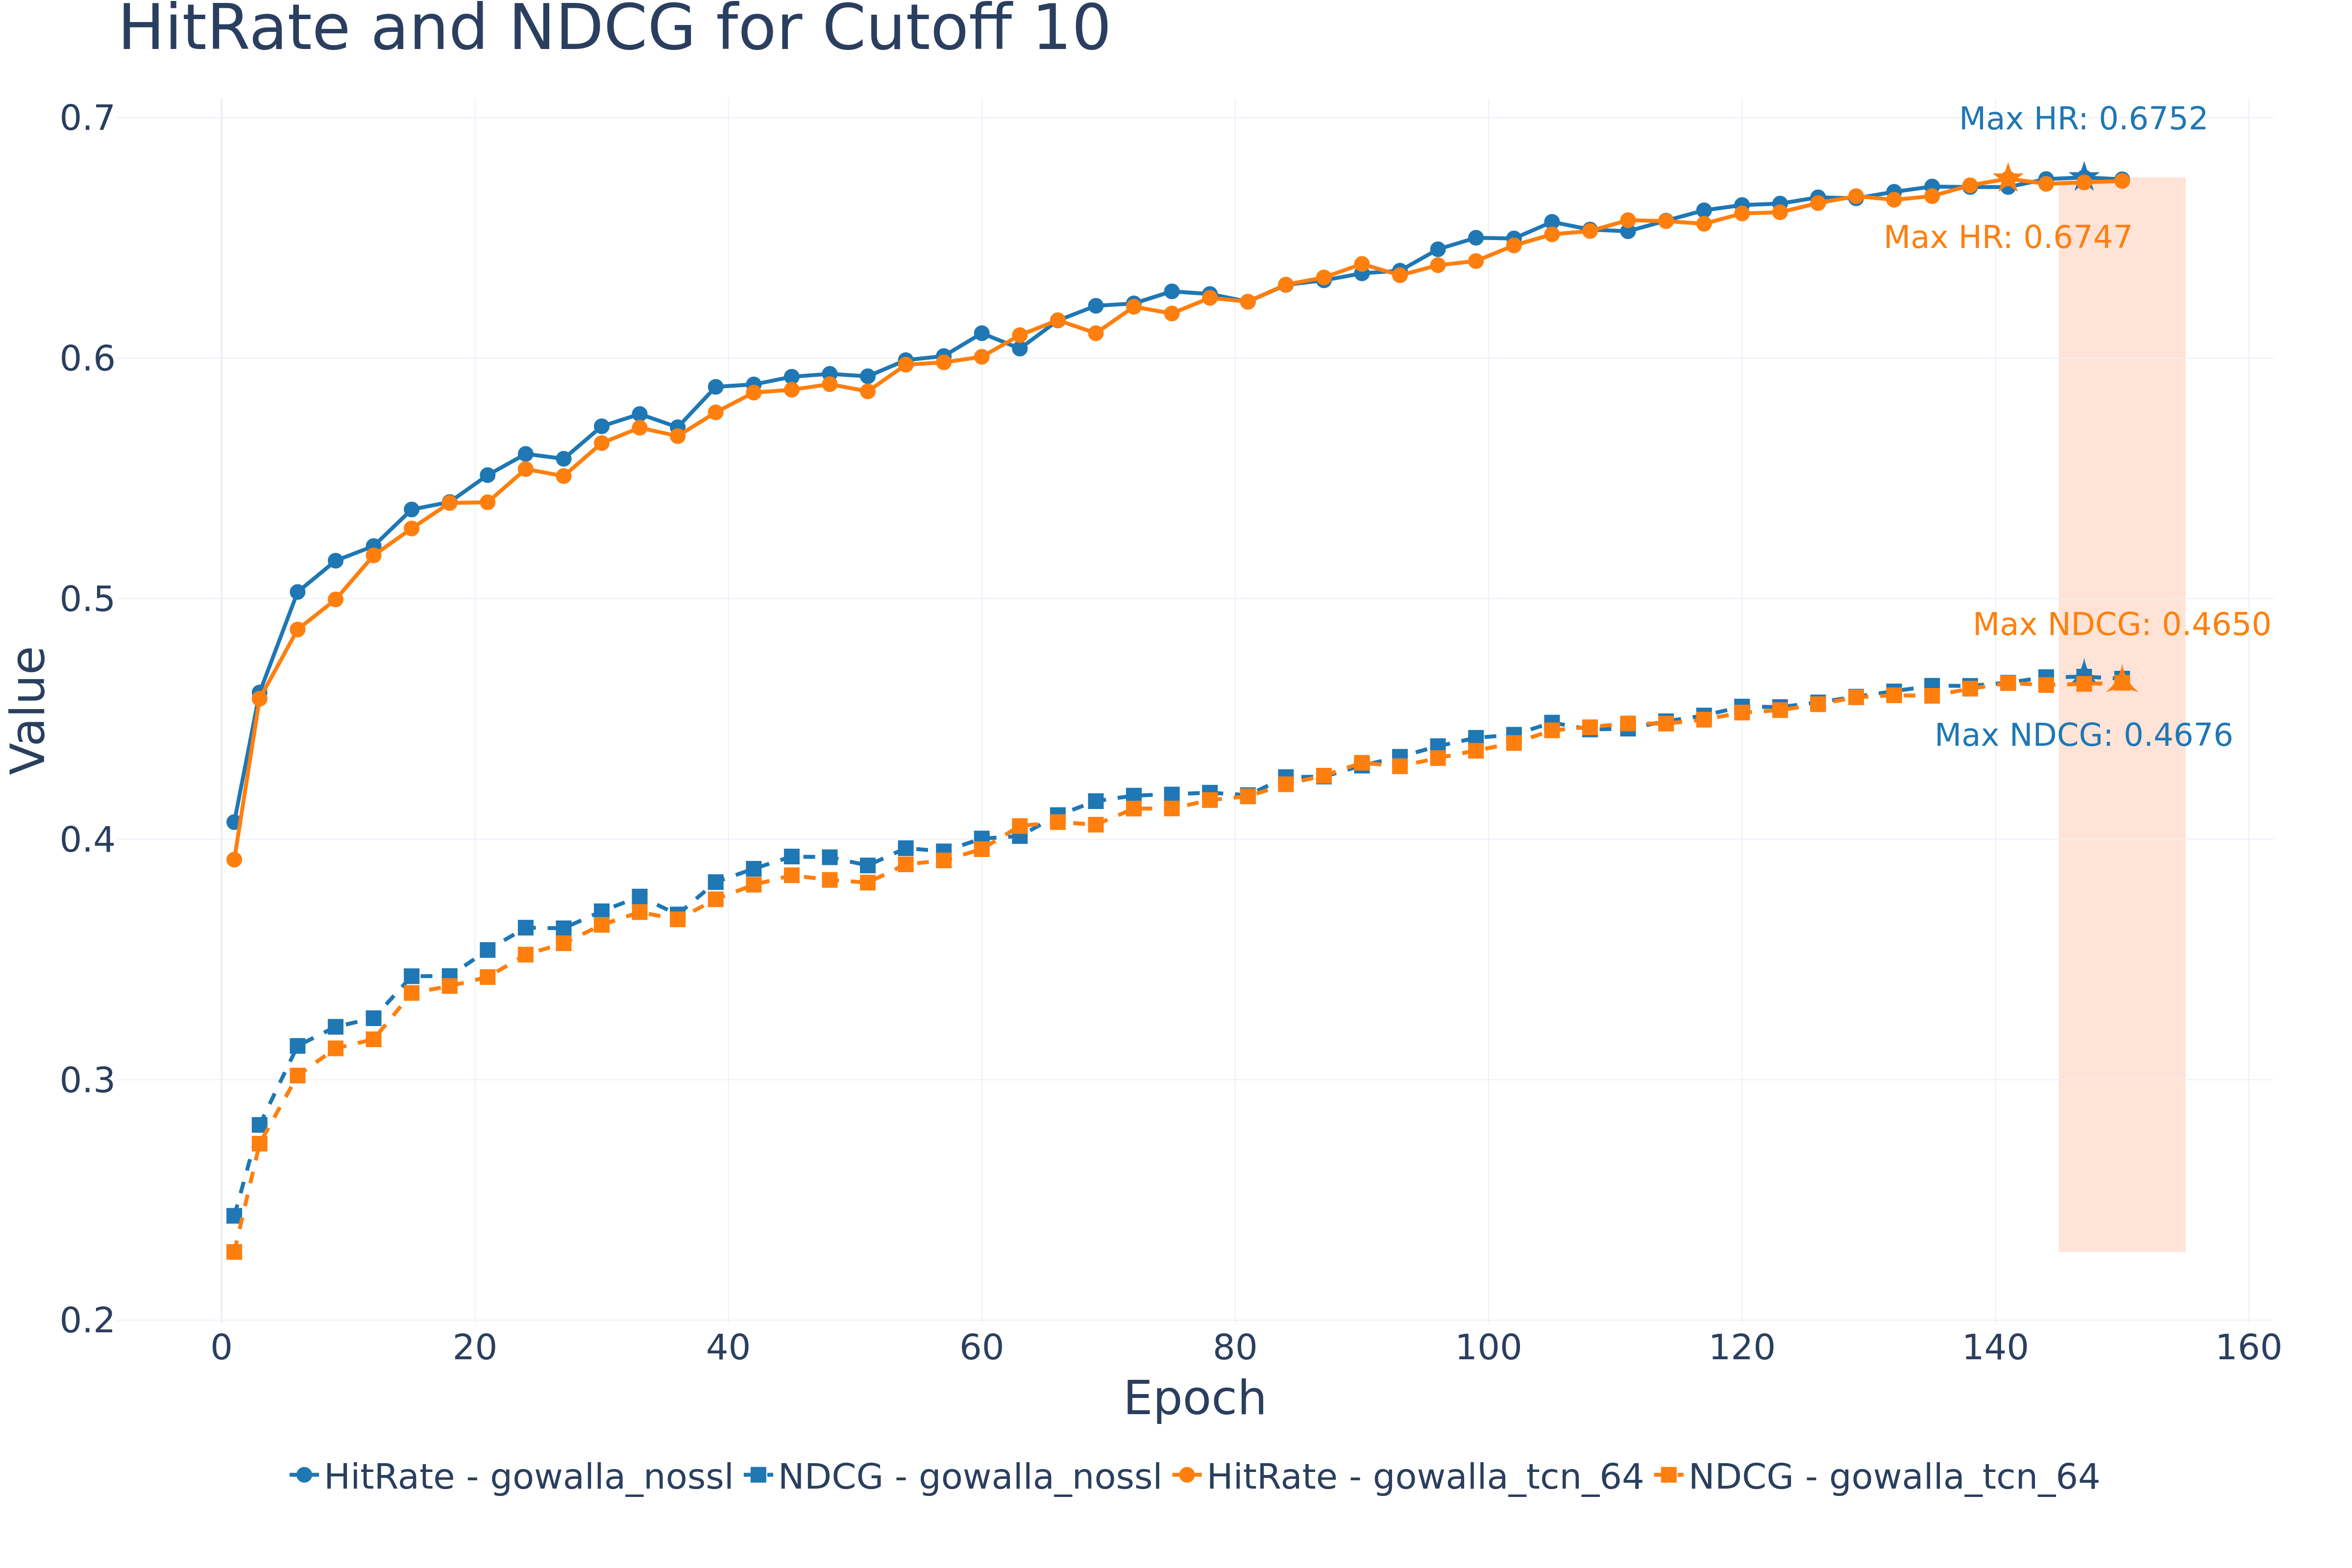 HitRate and NDCG for Cutoff 10
Max HR: 0.6752
Max HR: 0.6747
Max NDCG: 0.4650
Max NDCG: 0.4676
Value
0.7
0.6
0.5
0.4
0.3
0.2
0 20 40 60 80 100 120 140 160
Epoch
HitRate - gowalla_nossl NDCG - gowalla_nossl HitRate - gowalla_tcn_64 NDCG - gowalla_tcn_64